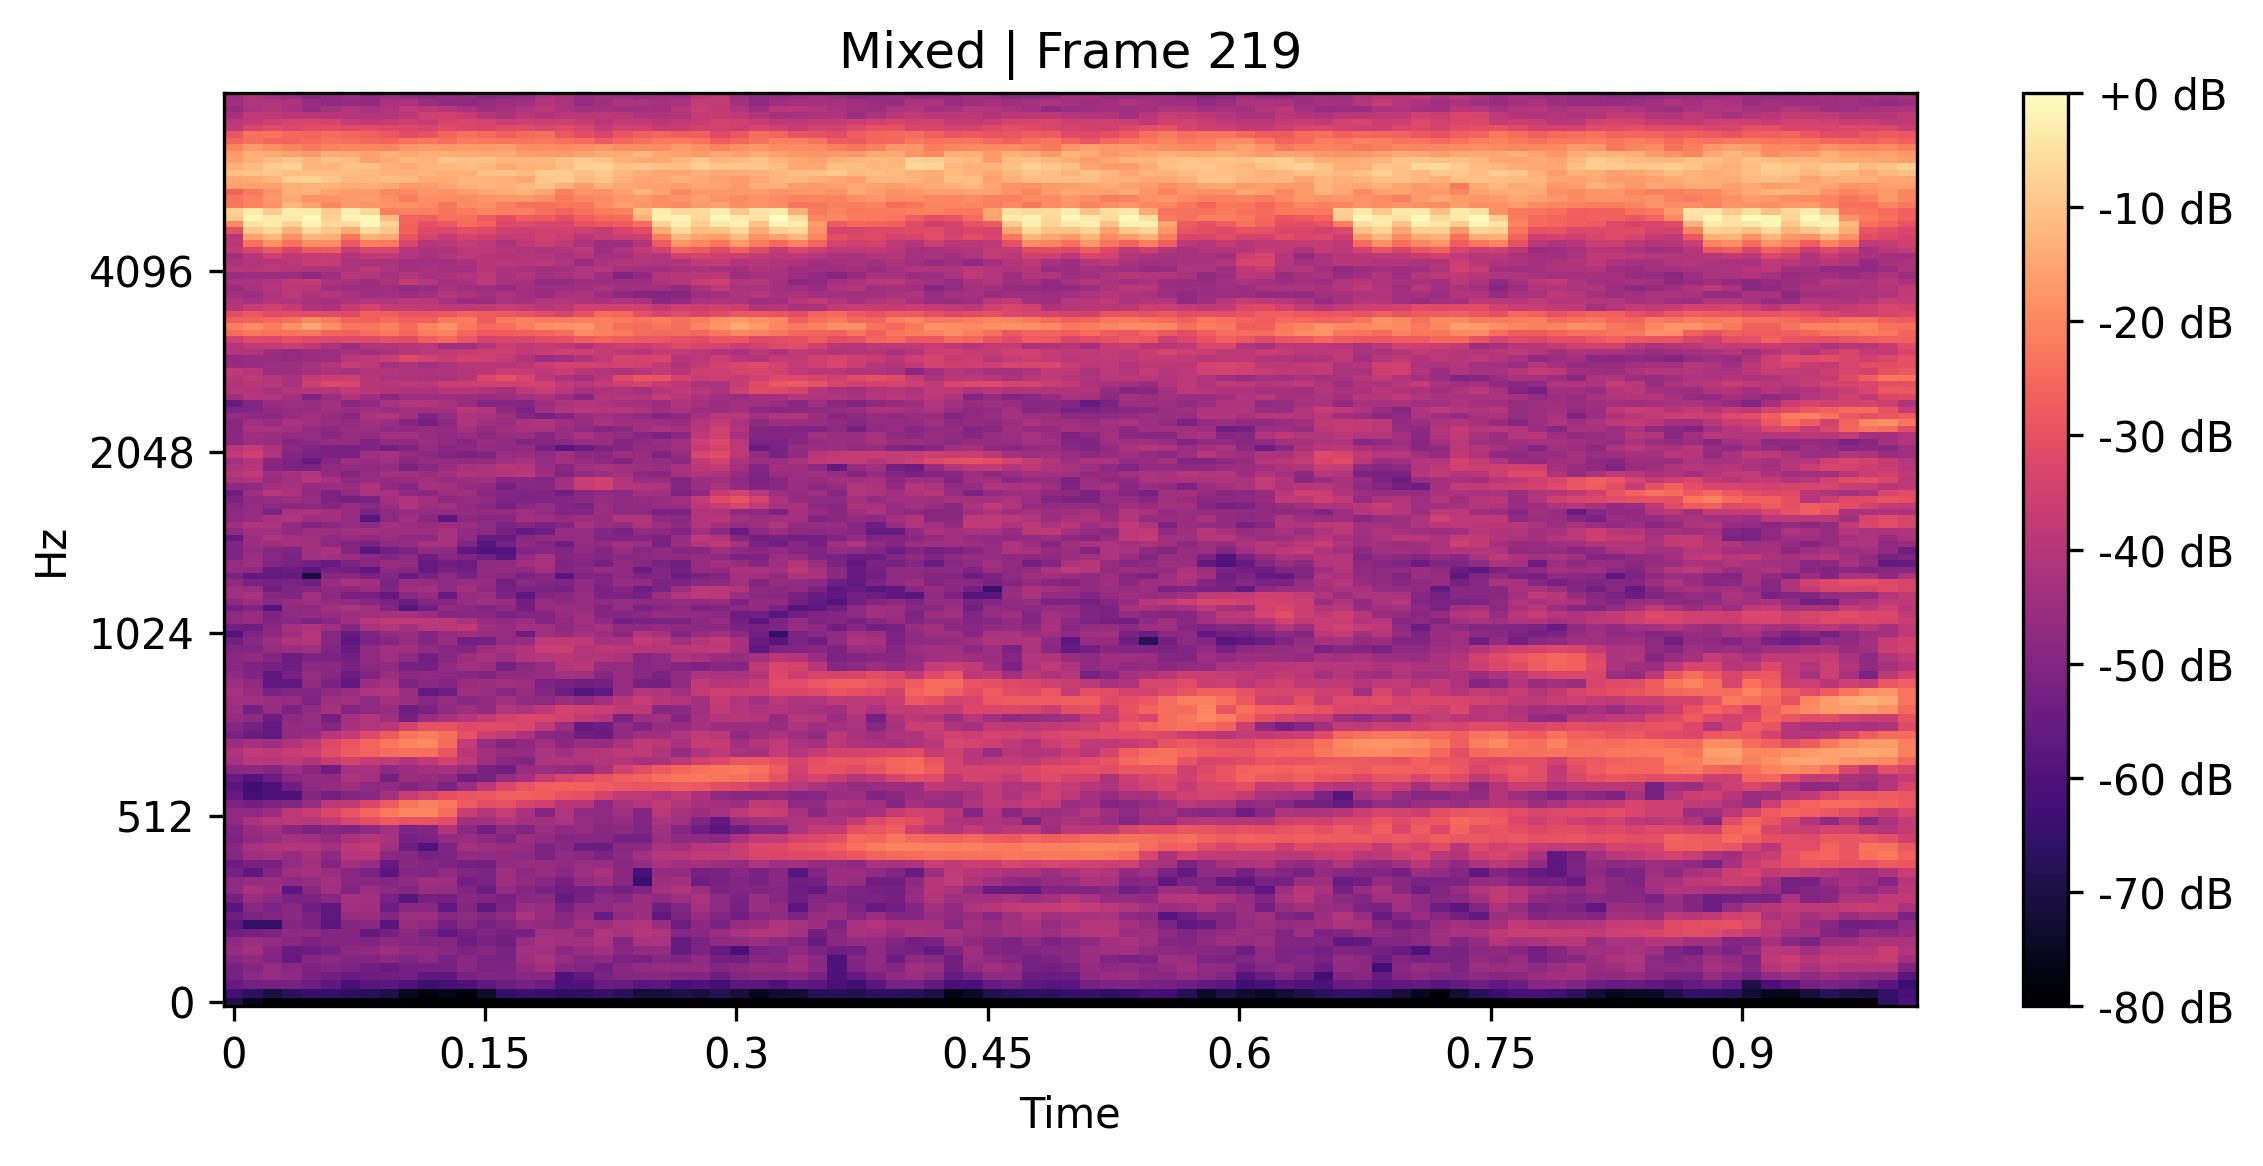 Mixed | Frame 219
+0 dB
-10 dB
-20 dB
-30 dB
-40 dB
-50 dB
-60 dB
-70 dB
-80 dB
Hz
4096
2048
1024
512
0
0 0.15 0.3 0.45 0.6 0.75 0.9
Time